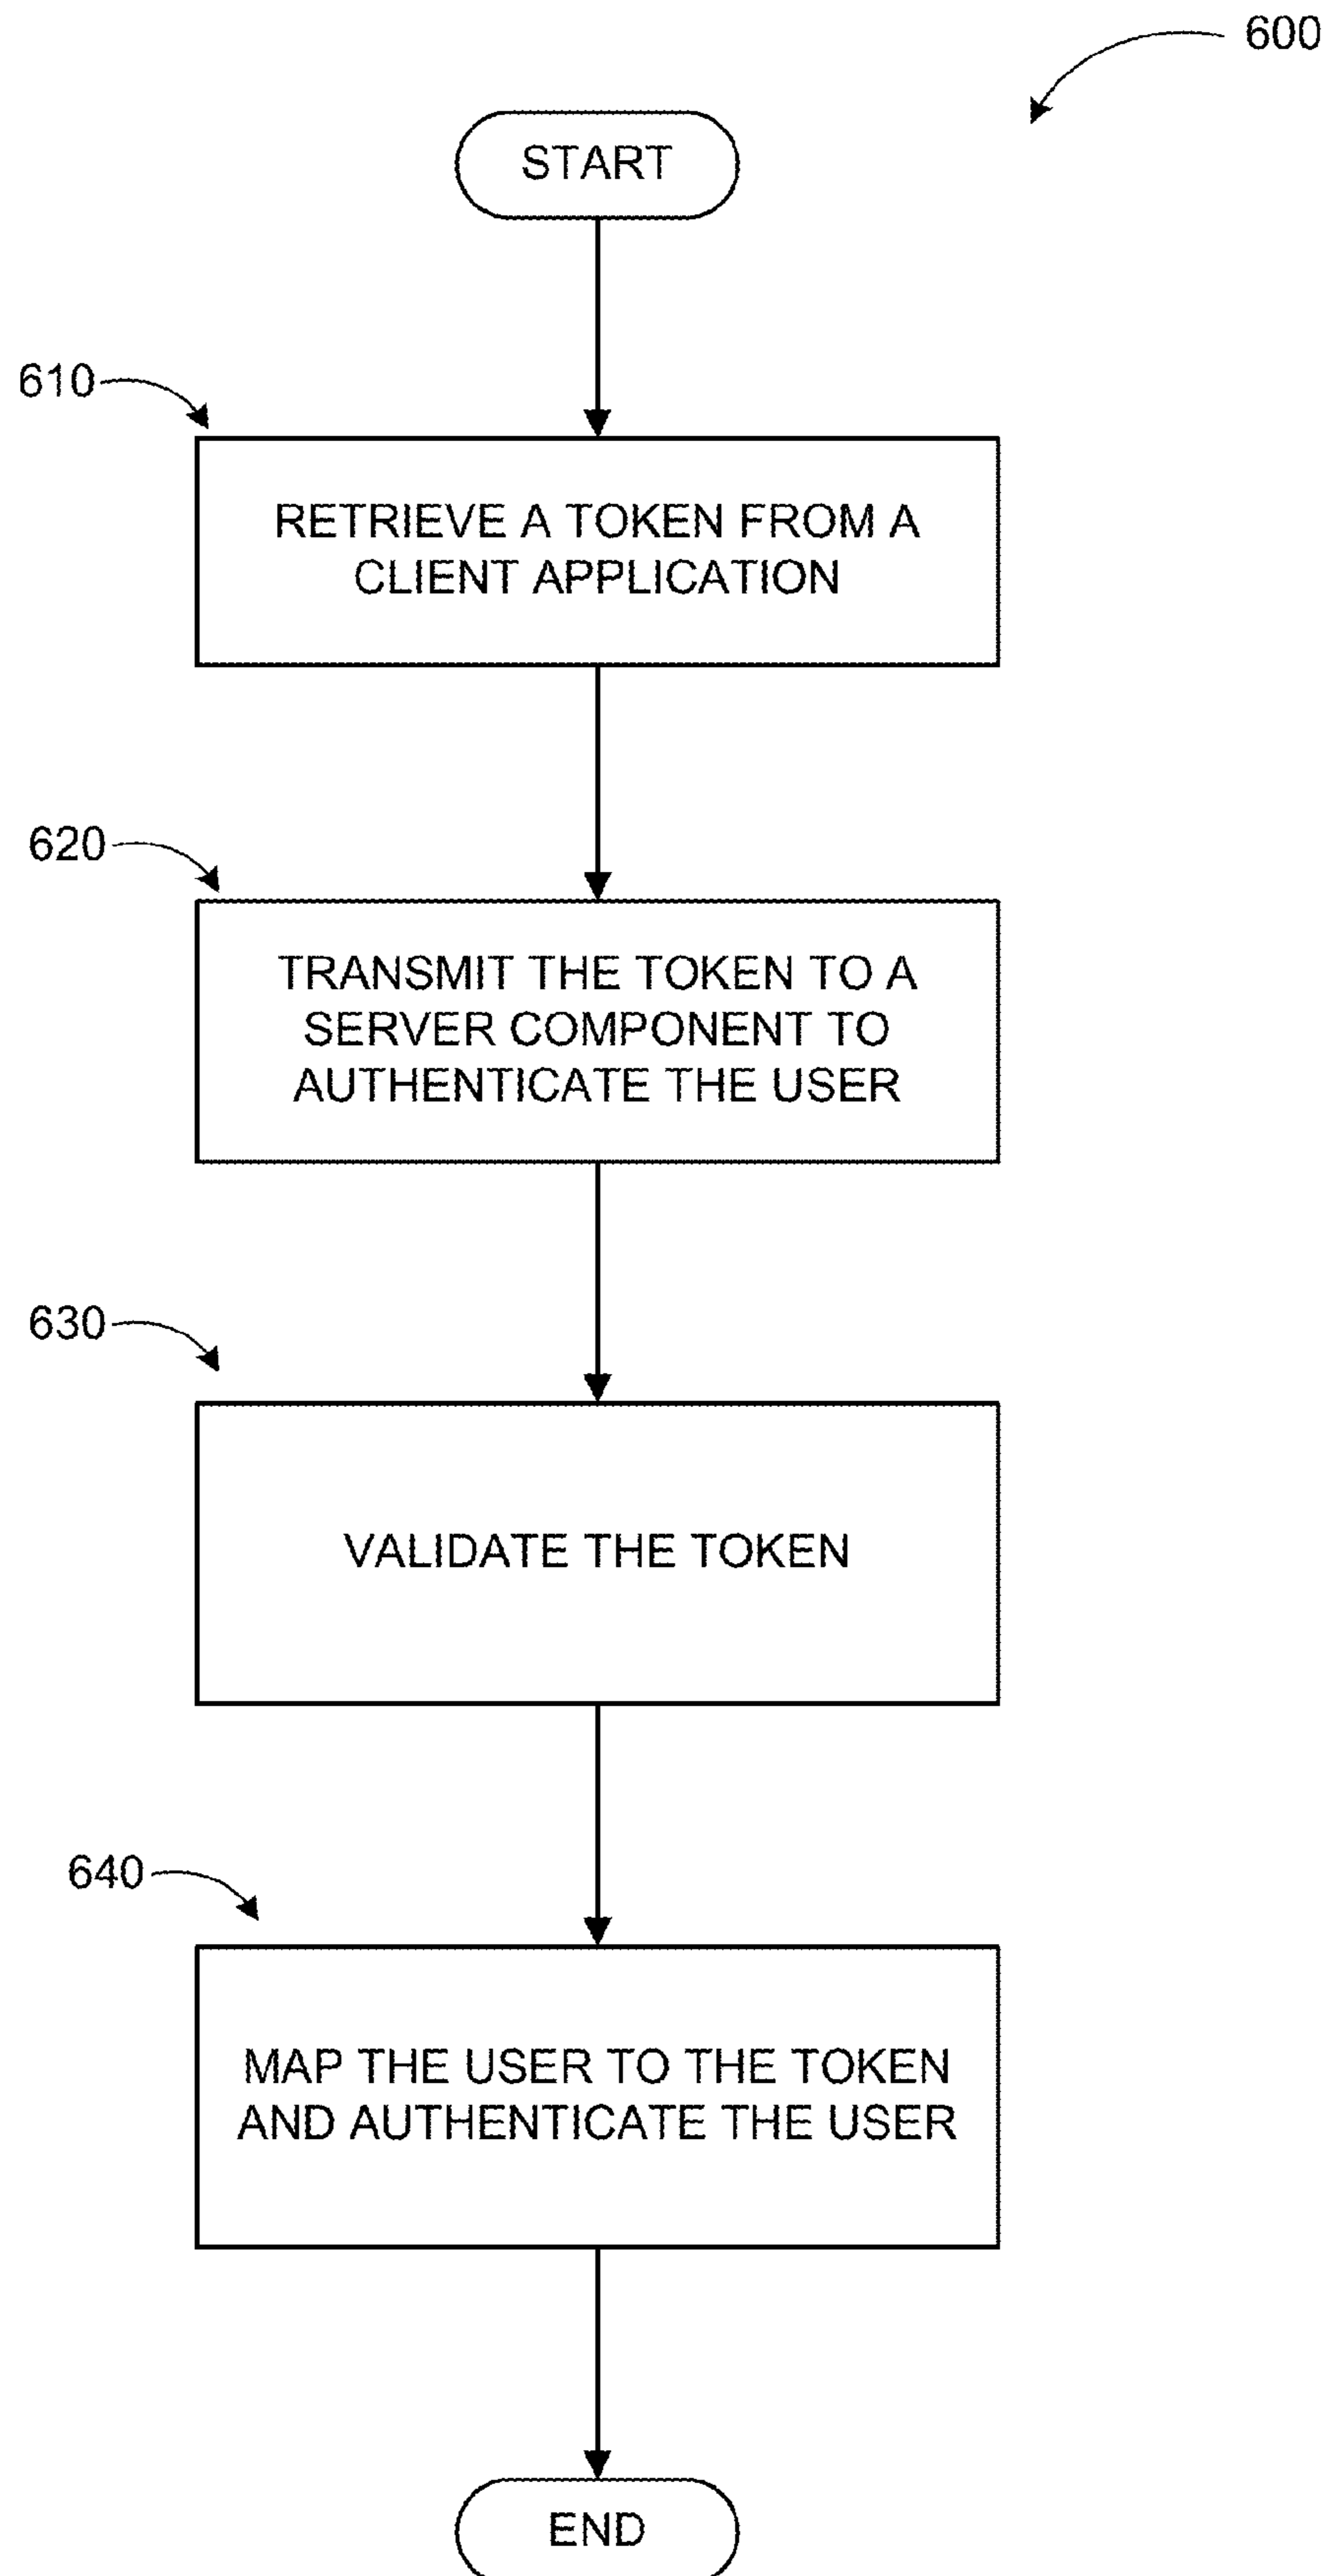 600
START
610
RETRIEVE A TOKEN FROM A
CLIENT APPLICATION
620
TRANSMIT THE TOKEN TO A
SERVER COMPONENT TO
AUTHENTICATE THE USER
630
VALIDATE THE TOKEN
640
MAP THE USER TO THE TOKEN
AND AUTHENTICATE THE USER
END